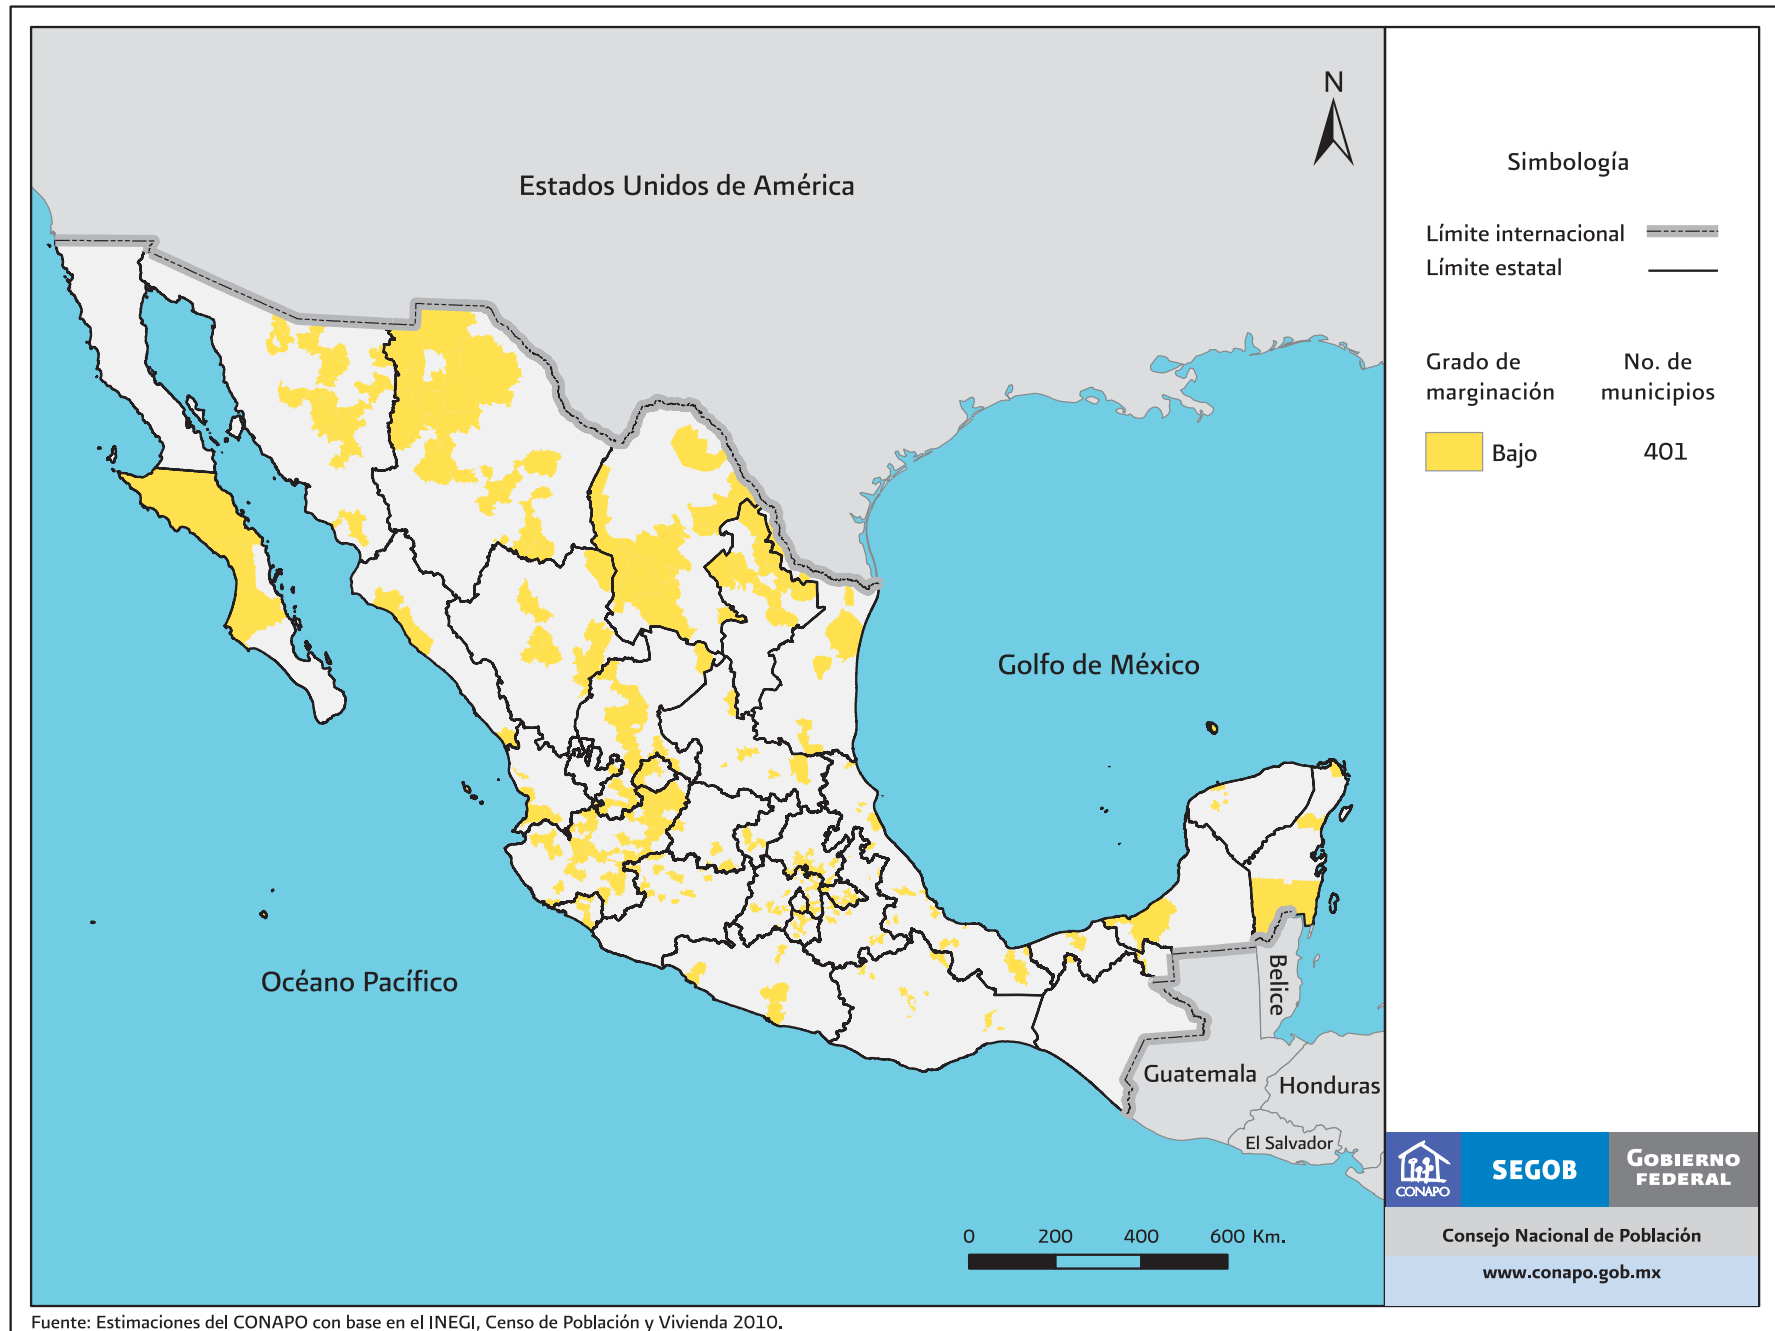 N
Estados Unidos de América
Golfo de México
Océano Pacífico
Belice
Guatemala
Honduras
El Salvador
0 200 400 600 Km.
Simbología
Límite internacional
Límite estatal
Grado de marginación
No. de municipios
Bajo 401
CONAPO
SEGOB
GOBIERNO FEDERAL
Consejo Nacional de Población
www.conapo.gob.mx
Fuente: Estimaciones del CONAPO con base en el INEGI, Censo de Población y Vivienda 2010.